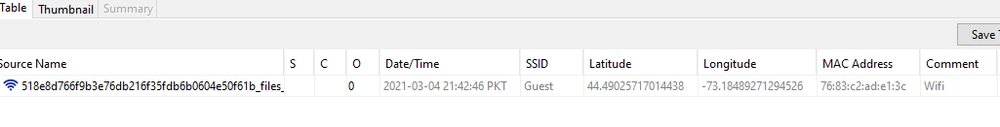 Table Thumbnail Summary
Save
Source Name S C O Date/Time SSID Latitude Longitude MAC Address Comment
518e8d766f9b3e76db216f35fdb6b0604e50f61b_files_ 0 2021-03-04 21:42:46 PKT Guest 44.49025717014438 -73.18489271294526 76:83:c2:ad:e1:3c Wifi